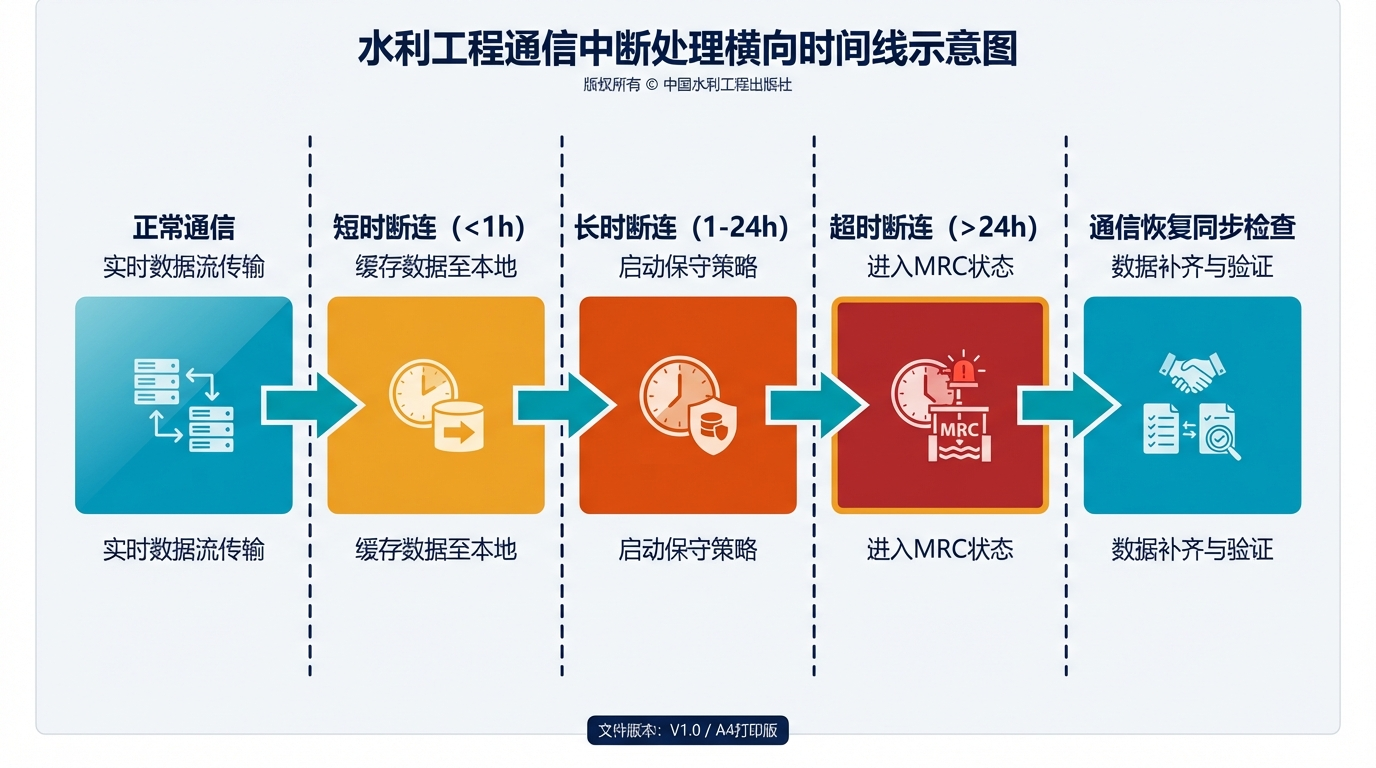 水利工程通信中断处理横向时间线示意图
版权所有 © 中国水利工程出版社
正常通信
实时数据流传输
短时断连（<1h）
缓存数据至本地
长时断连（1-24h）
启动保守策略
超时断连（>24h）
进入MRC状态
通信恢复同步检查
数据补齐与验证
MRC
实时数据流传输
缓存数据至本地
启动保守策略
进入MRC状态
数据补齐与验证
文件版本：V1.0 / A4打印版